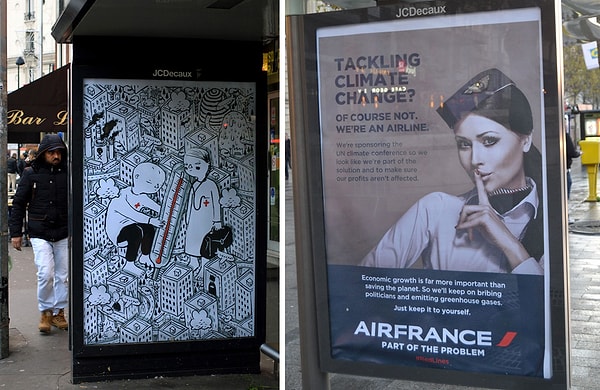 BAR
JCDecaux
JCDecaux
TACKLING
CLIMATE
CHANGE?
OF COURSE NOT.
WE'RE AN AIRLINE.
We're sponsoring the
UN climate conference so we
look like we're part of the
solution and to make sure
our profits aren't affected.
Economic growth is far more important than
saving the planet. So we'll keep on bribing
politicians and emitting greenhouse gases.
Just keep it to yourself.
AIRFRANCE
PART OF THE PROBLEM